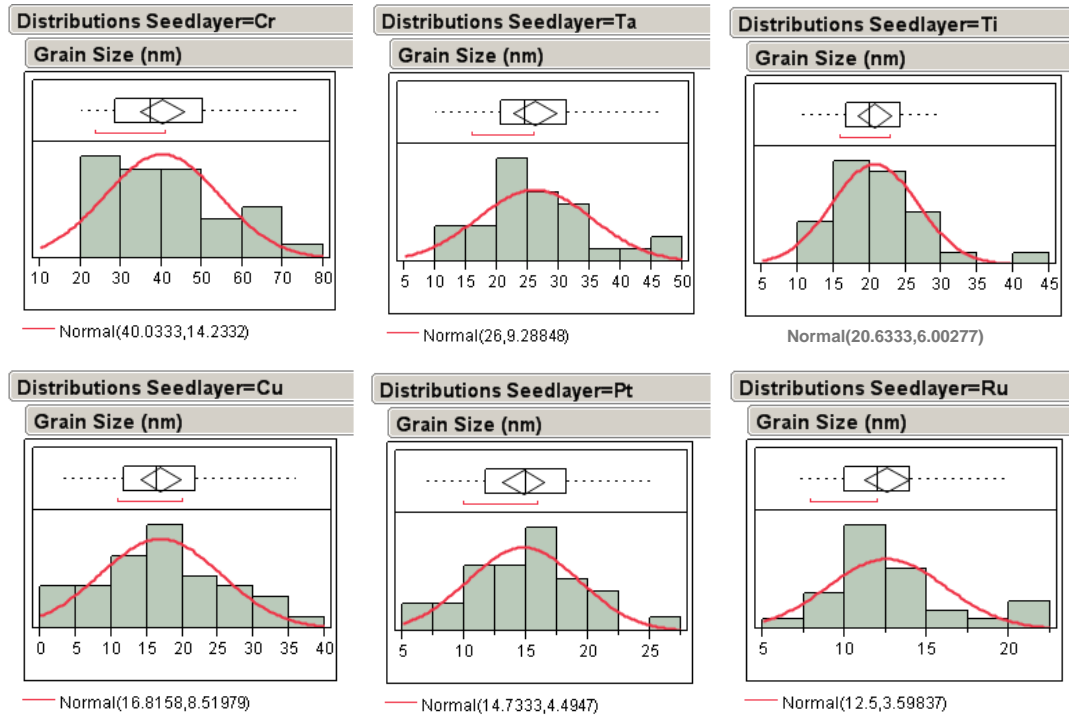 Distributions Seedlayer=Cr
Grain Size (nm)
10 20 30 40 50 60 70 80
Normal(40.0333,14.2332)
Distributions Seedlayer=Ta
Grain Size (nm)
5 10 15 20 25 30 35 40 45 50
Normal(26,9.28848)
Distributions Seedlayer=Ti
Grain Size (nm)
5 10 15 20 25 30 35 40 45
Normal(20.6333,6.00277)
Distributions Seedlayer=Cu
Grain Size (nm)
0 5 10 15 20 25 30 35 40
Normal(16.8158,8.51979)
Distributions Seedlayer=Pt
Grain Size (nm)
5 10 15 20 25
Normal(14.7333,4.4947)
Distributions Seedlayer=Ru
Grain Size (nm)
5 10 15 20
Normal(12.5,3.59837)